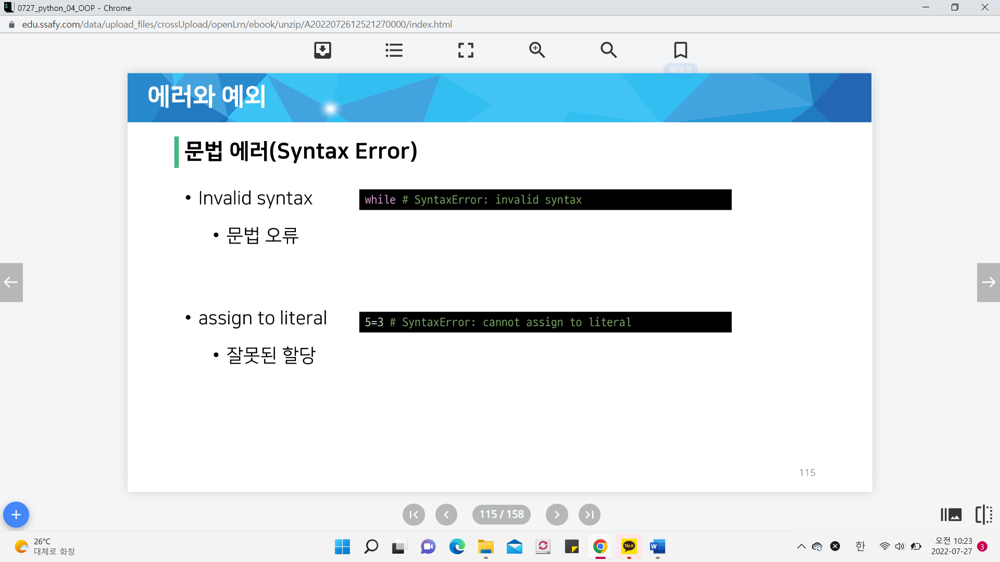 0727_python_04_OOP - Chrome
edu.ssafy.com/data/upload_files/crossUpload/openLrn/ebook/unzip/A2022072612521270000/index.html
북마크
에러와 예외
문법 에러(Syntax Error)
• Invalid syntax
while # SyntaxError: invalid syntax
• 문법 오류
• assign to literal
5=3 # SyntaxError: cannot assign to literal
• 잘못된 할당
115
115 / 158
26°C
대체로 화창
TALK
W
한
오전 10:23
2022-07-27
3